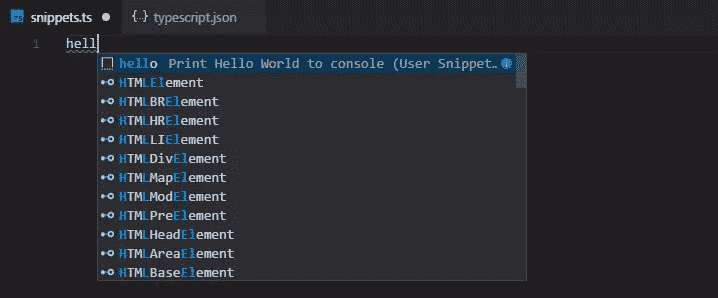 snippets.ts
{..} typescript.json
1 hell
hello Print Hello World to console (User Snippet…
HTMLElement
HTMLBRElement
HTMLHRElement
HTMLLIElement
HTMLDivElement
HTMLMapElement
HTMLModElement
HTMLPreElement
HTMLHeadElement
HTMLAreaElement
HTMLBaseElement